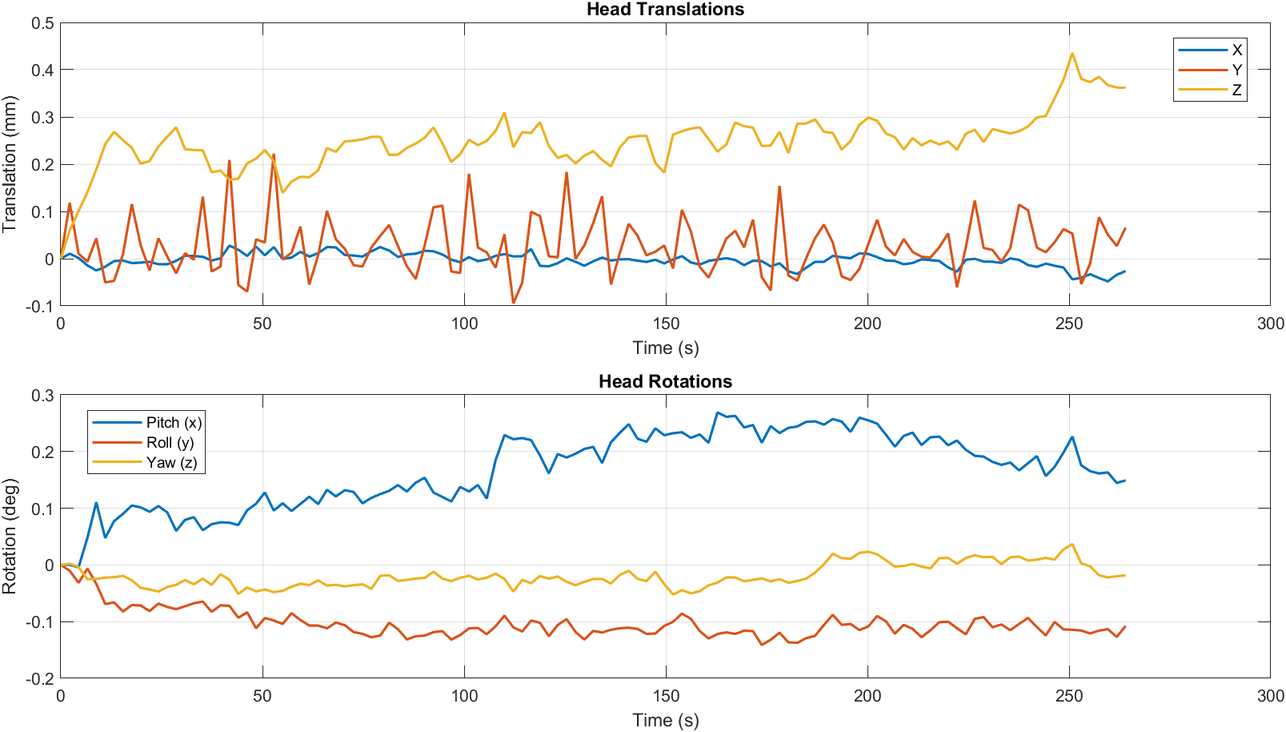 Head Translations
0.5
0.4
0.3
0.2
0.1
0
-0.1
Translation (mm)
X
Y
Z
0 50 100 150 200 250 300
Time (s)
Head Rotations
0.3
0.2
0.1
0
-0.1
-0.2
Rotation (deg)
Pitch (x)
Roll (y)
Yaw (z)
0 50 100 150 200 250 300
Time (s)